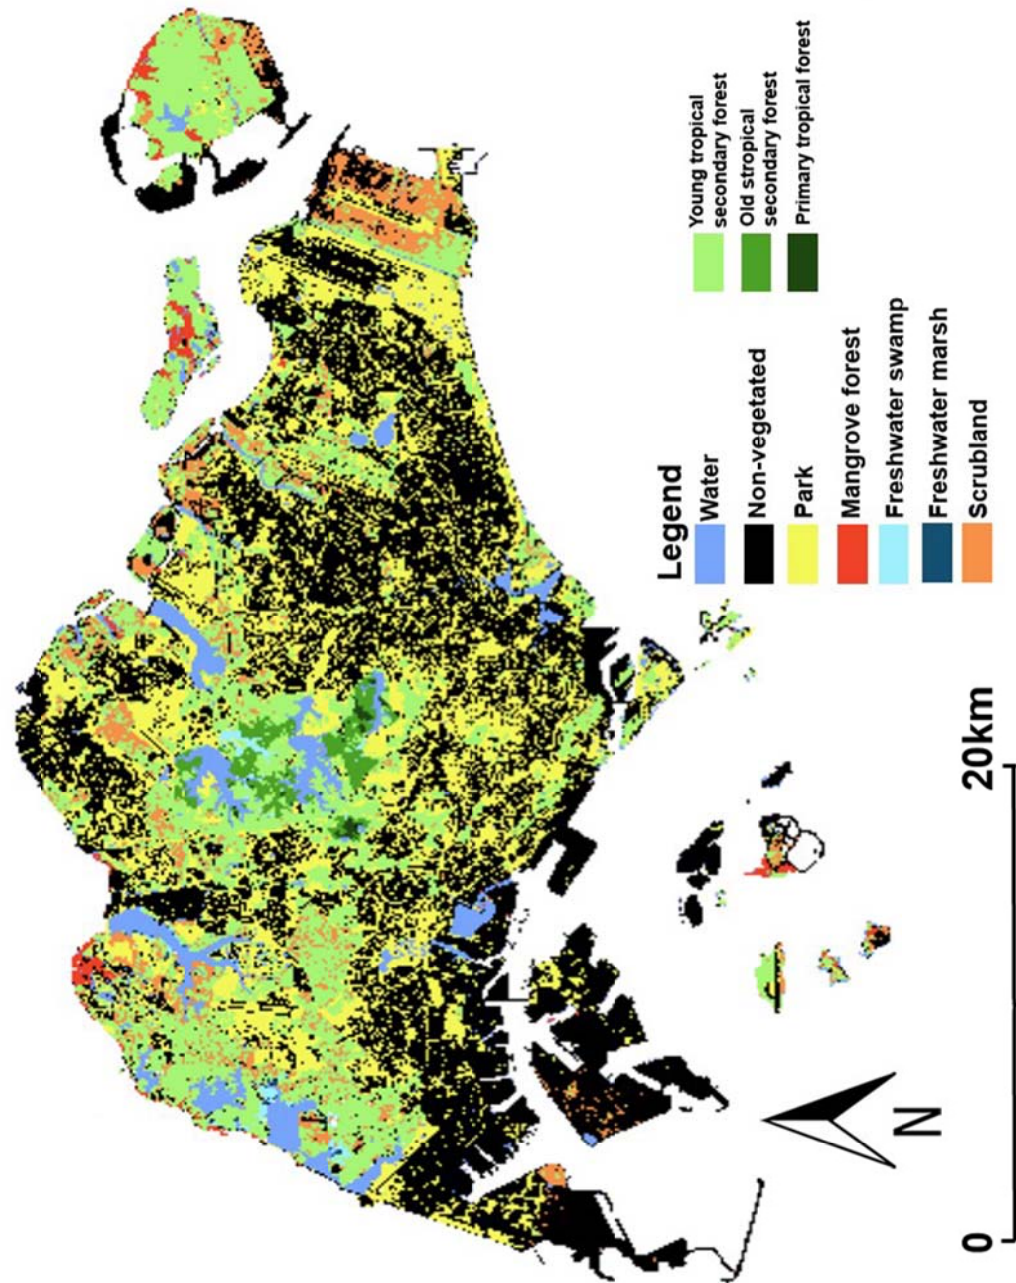 Legend
Water
Non-vegetated
Park
Mangrove forest
Freshwater swamp
Freshwater marsh
Scrubland
Young tropical
secondary forest
Old stropical
secondary forest
Primary tropical forest
N
0
20km